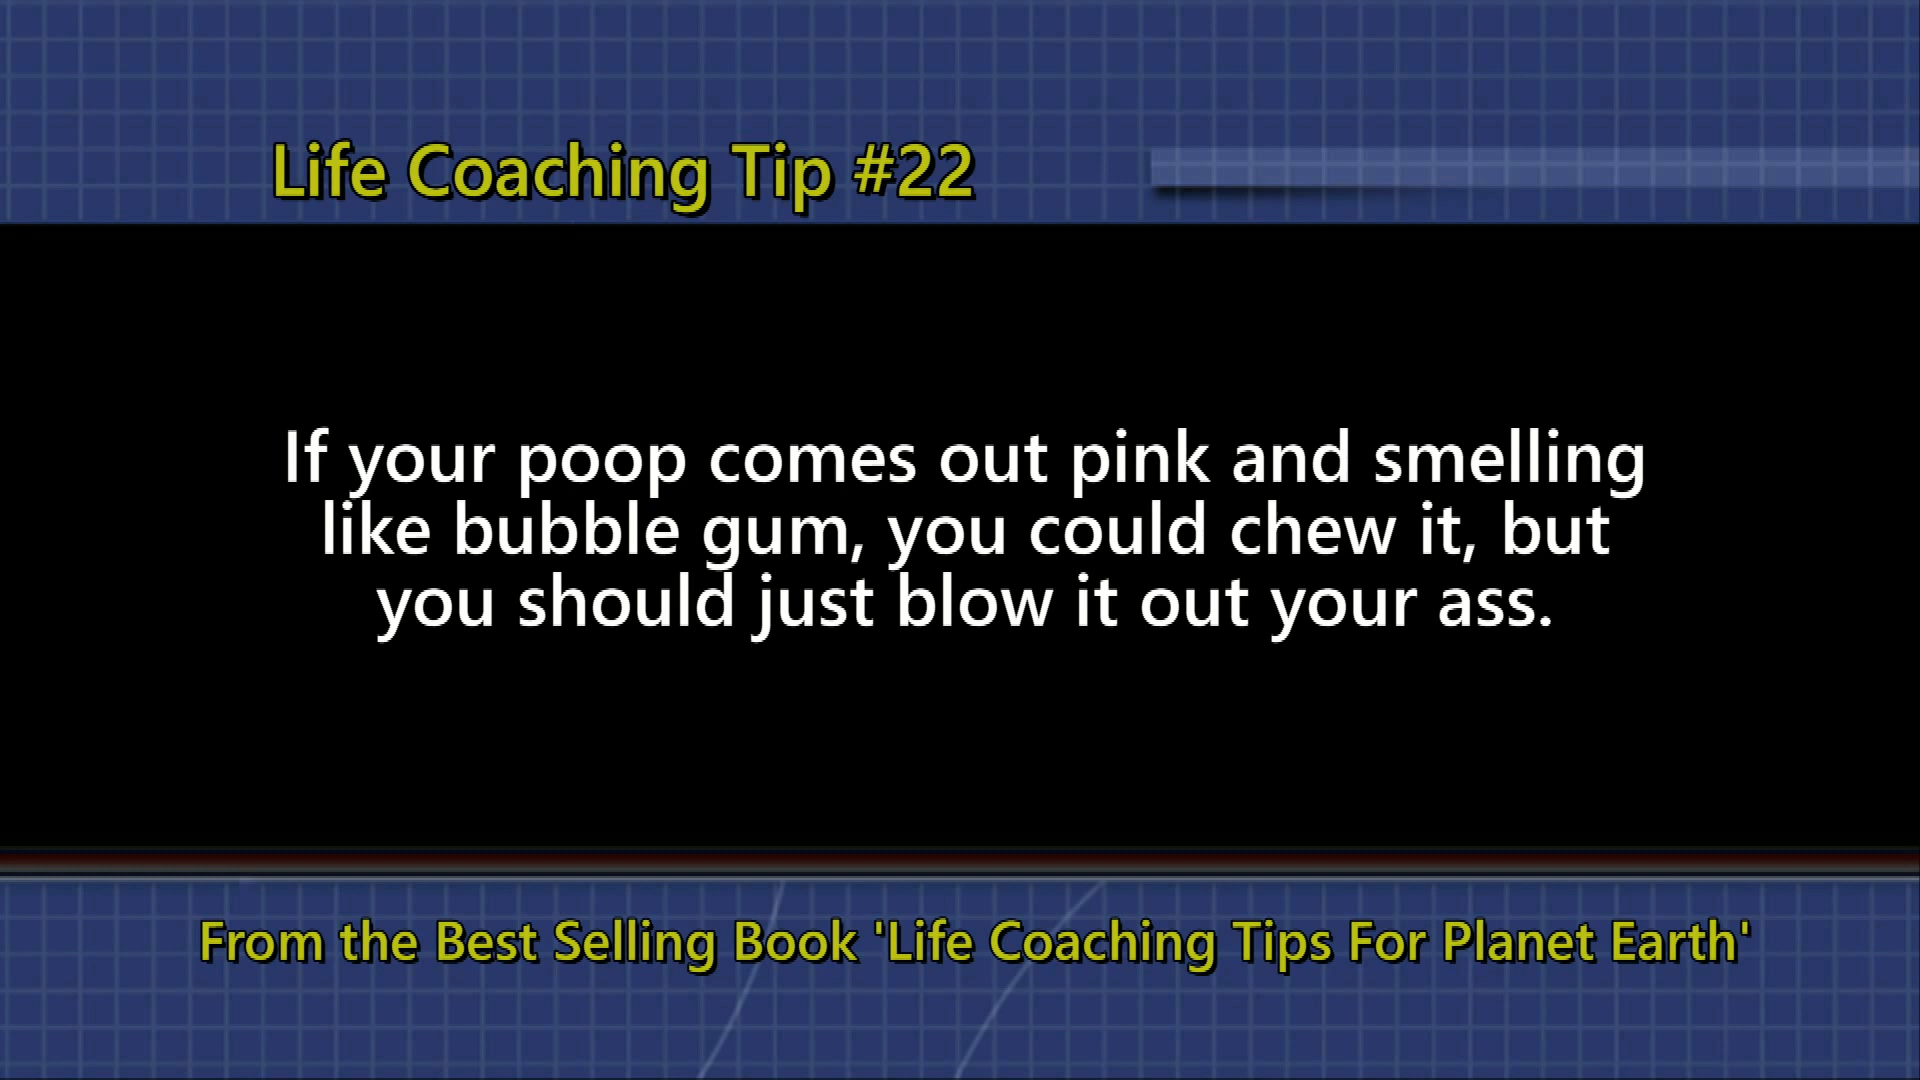 Life Coaching Tip #22
If your poop comes out pink and smelling
like bubble gum, you could chew it, but
you should just blow it out your ass.
From the Best Selling Book 'Life Coaching Tips For Planet Earth'